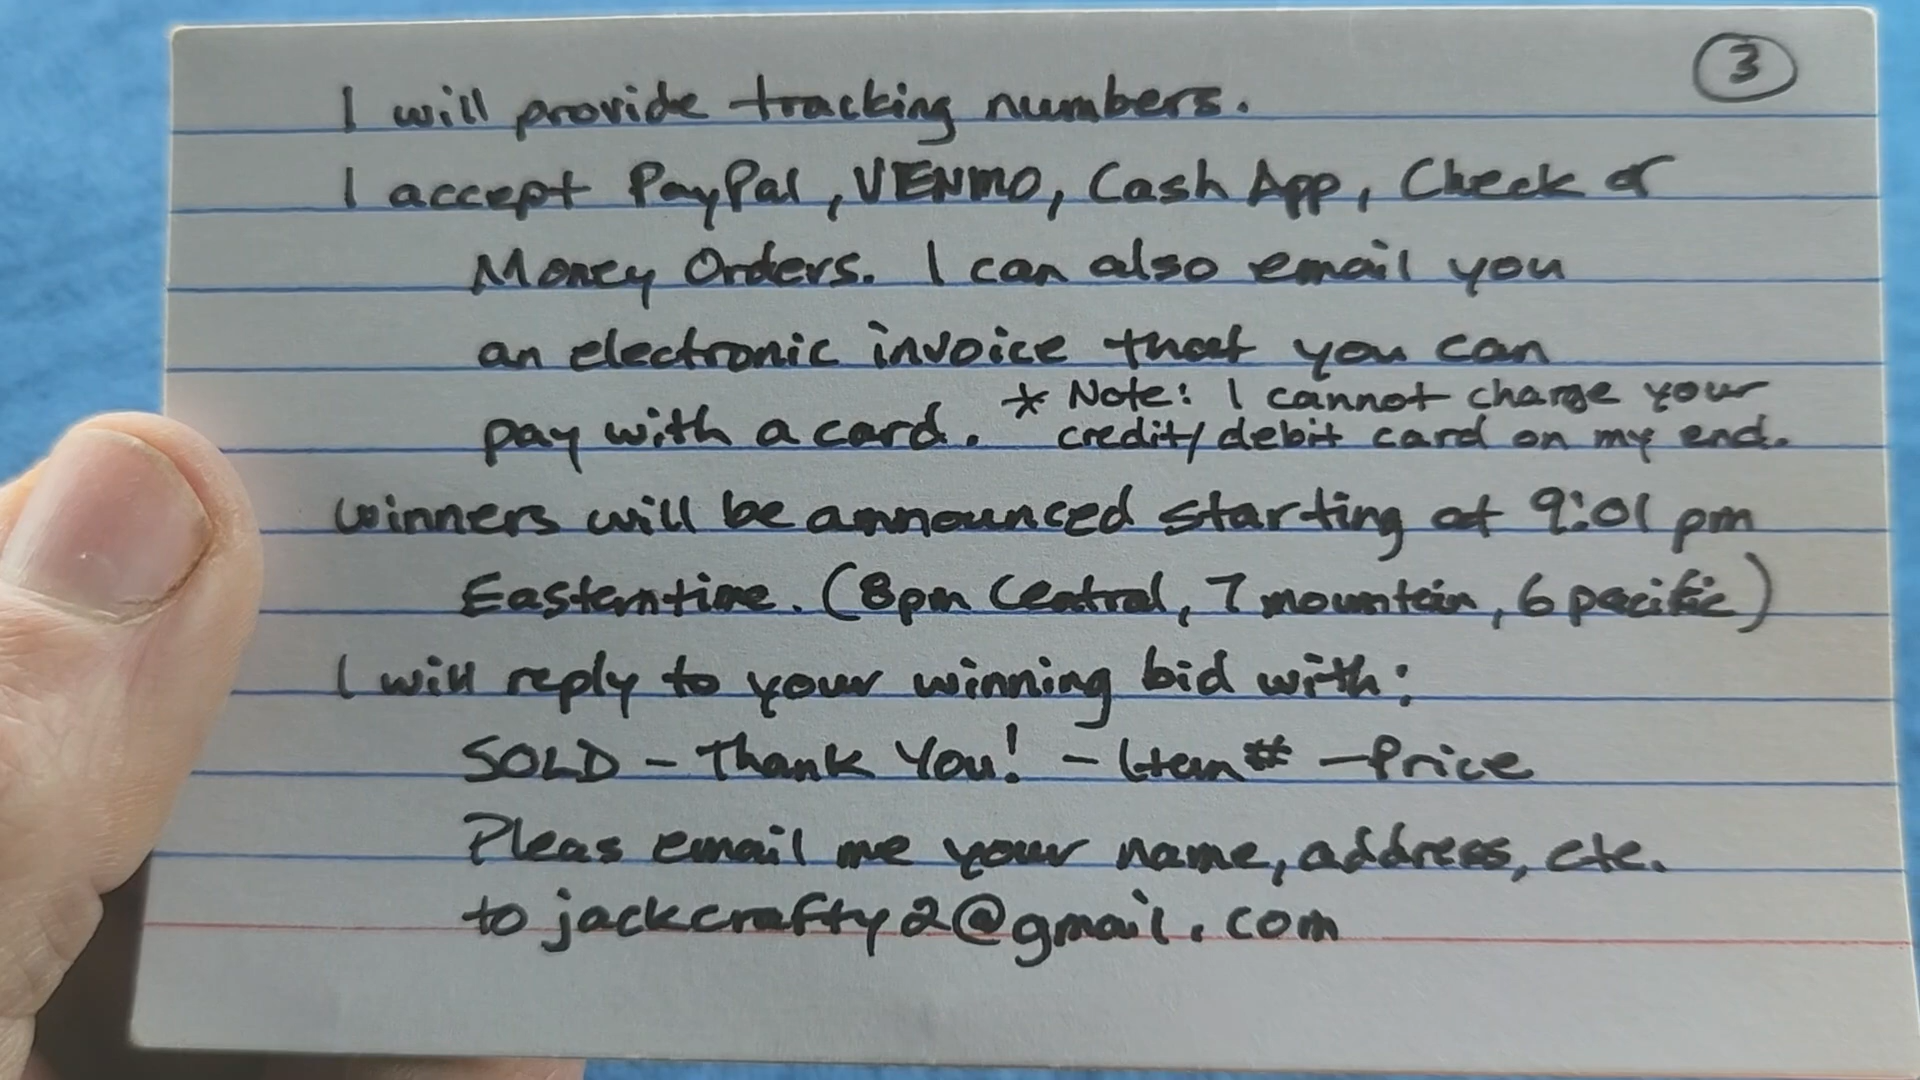 3
I will provide tracking numbers.
I accept PayPal, VENMO, Cash App, Check or
Money Orders. I can also email you
an electronic invoice that you can
pay with a card. * Note: I cannot charge your
credit/debit card on my end.
Winners will be announced starting at 9:01 pm
Eastern time. (8pm Central, 7 mountain, 6 pacific)
I will reply to your winning bid with:
SOLD - Thank You! - Item # - Price
Pleas email me your name, address, etc.
to jackcrafty2@gmail.com